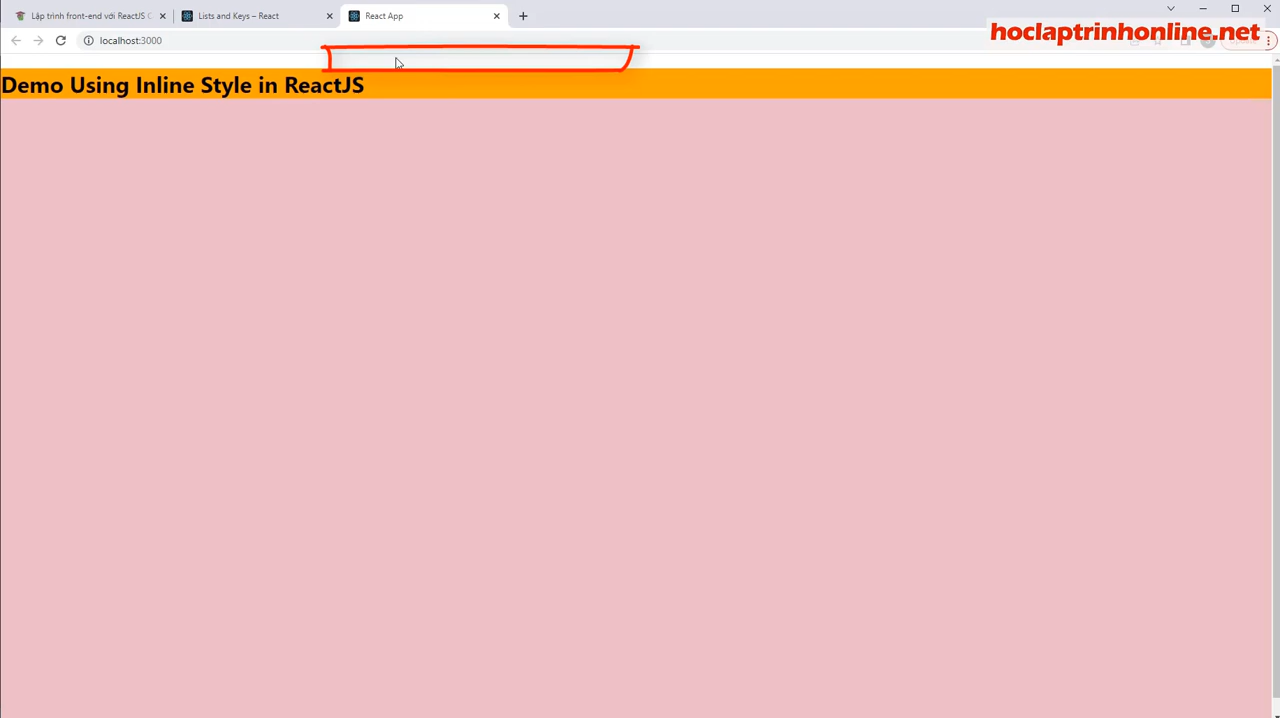 Lập trình front-end với ReactJS C
Lists and Keys – React
React App
localhost:3000
hoclaptrinhonline.net
Demo Using Inline Style in ReactJS